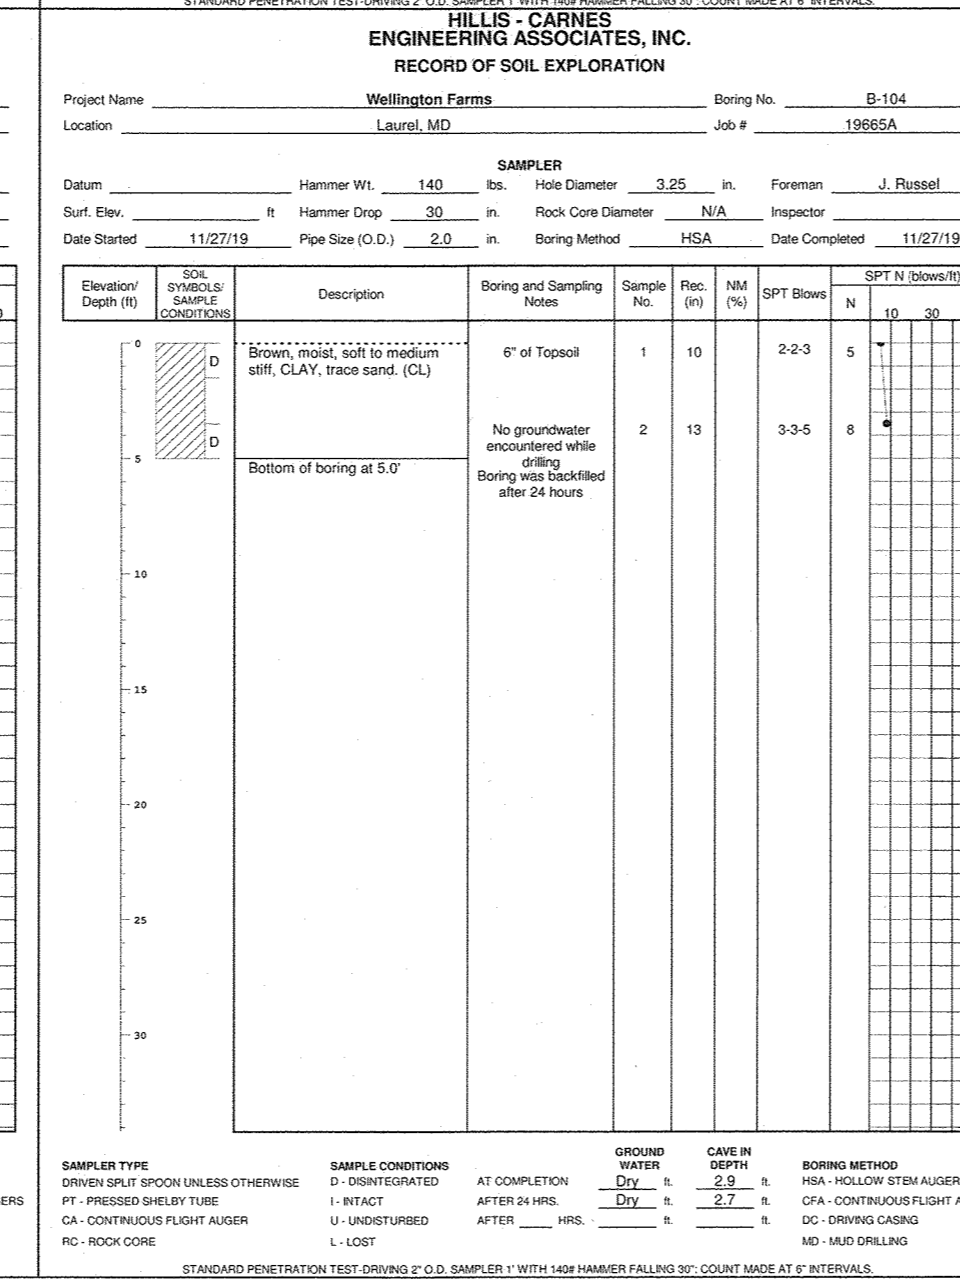 STANDARD PENETRATION TEST-DRIVING 2" O.D. SAMPLER 1' WITH 140# HAMMER FALLING 30": COUNT MADE AT 6" INTERVALS.
HILLIS - CARNES
ENGINEERING ASSOCIATES, INC.
RECORD OF SOIL EXPLORATION
Project Name Wellington Farms Boring No. B-104
Location Laurel, MD Job # 19665A
SAMPLER
Datum Hammer Wt. 140 lbs. Hole Diameter 3.25 in. Foreman J. Russel
Surf. Elev. ft Hammer Drop 30 in. Rock Core Diameter N/A Inspector
Date Started 11/27/19 Pipe Size (O.D.) 2.0 in. Boring Method HSA Date Completed 11/27/19
Elevation/ Depth (ft) SOIL SYMBOLS/ SAMPLE CONDITIONS Description Boring and Sampling Notes Sample No. Rec. (in) NM (%) SPT Blows SPT N (blows/ft) N 10 30
0 D Brown, moist, soft to medium 6" of Topsoil 1 10 2-2-3 5
stiff, CLAY, trace sand. (CL)
D No groundwater 2 13 3-3-5 8
encountered while
drilling
5 Bottom of boring at 5.0' Boring was backfilled
after 24 hours
10
15
20
25
30
GROUND WATER CAVE IN DEPTH
SAMPLER TYPE SAMPLE CONDITIONS BORING METHOD
DRIVEN SPLIT SPOON UNLESS OTHERWISE D - DISINTEGRATED AT COMPLETION Dry ft. 2.9 ft. HSA - HOLLOW STEM AUGER
ERS PT - PRESSED SHELBY TUBE I - INTACT AFTER 24 HRS. Dry ft. 2.7 ft. CFA - CONTINUOUS FLIGHT A
CA - CONTINUOUS FLIGHT AUGER U - UNDISTURBED AFTER HRS. ft. ft. DC - DRIVING CASING
RC - ROCK CORE L - LOST MD - MUD DRILLING
STANDARD PENETRATION TEST-DRIVING 2" O.D. SAMPLER 1' WITH 140# HAMMER FALLING 30": COUNT MADE AT 6" INTERVALS.